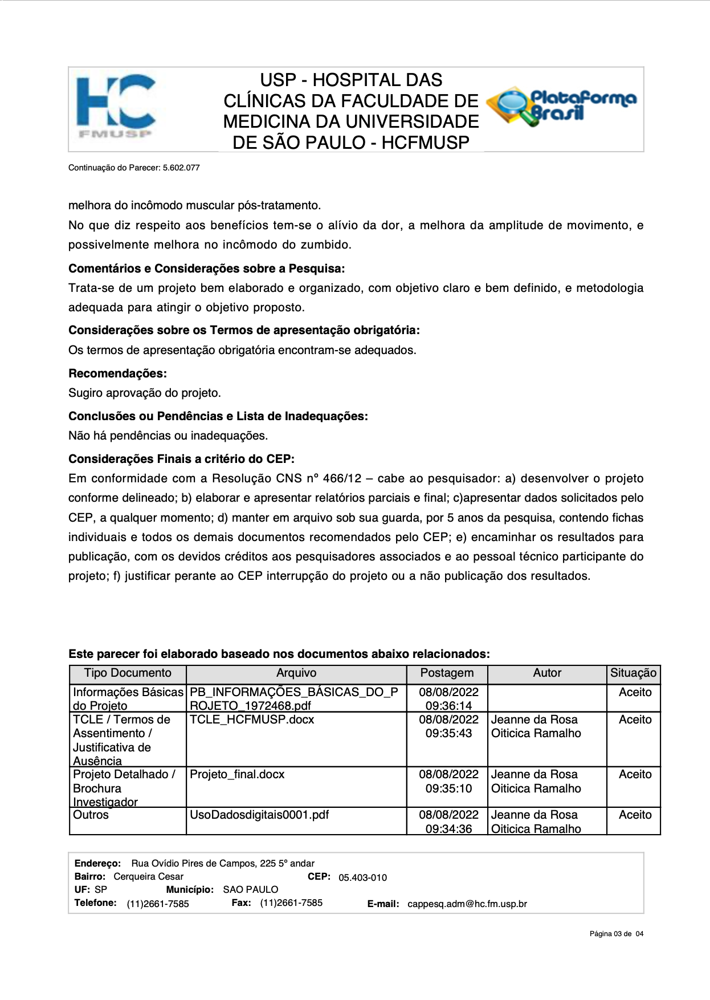 HC
FMUSP
USP - HOSPITAL DAS
CLÍNICAS DA FACULDADE DE
MEDICINA DA UNIVERSIDADE
DE SÃO PAULO - HCFMUSP
Plataforma
Brasil
Continuação do Parecer: 5.602.077
melhora do incômodo muscular pós-tratamento.
No que diz respeito aos benefícios tem-se o alívio da dor, a melhora da amplitude de movimento, e
possivelmente melhora no incômodo do zumbido.
Comentários e Considerações sobre a Pesquisa:
Trata-se de um projeto bem elaborado e organizado, com objetivo claro e bem definido, e metodologia
adequada para atingir o objetivo proposto.
Considerações sobre os Termos de apresentação obrigatória:
Os termos de apresentação obrigatória encontram-se adequados.
Recomendações:
Sugiro aprovação do projeto.
Conclusões ou Pendências e Lista de Inadequações:
Não há pendências ou inadequações.
Considerações Finais a critério do CEP:
Em conformidade com a Resolução CNS nº 466/12 – cabe ao pesquisador: a) desenvolver o projeto
conforme delineado; b) elaborar e apresentar relatórios parciais e final; c)apresentar dados solicitados pelo
CEP, a qualquer momento; d) manter em arquivo sob sua guarda, por 5 anos da pesquisa, contendo fichas
individuais e todos os demais documentos recomendados pelo CEP; e) encaminhar os resultados para
publicação, com os devidos créditos aos pesquisadores associados e ao pessoal técnico participante do
projeto; f) justificar perante ao CEP interrupção do projeto ou a não publicação dos resultados.
Este parecer foi elaborado baseado nos documentos abaixo relacionados:
Tipo Documento Arquivo Postagem Autor Situação
Informações Básicas PB_INFORMAÇÕES_BÁSICAS_DO_P 08/08/2022 Aceito
do Projeto ROJETO_1972468.pdf 09:36:14
TCLE / Termos de TCLE_HCFMUSP.docx 08/08/2022 Jeanne da Rosa Aceito
Assentimento / 09:35:43 Oiticica Ramalho
Justificativa de
Ausência
Projeto Detalhado / Projeto_final.docx 08/08/2022 Jeanne da Rosa Aceito
Brochura 09:35:10 Oiticica Ramalho
Investigador
Outros UsoDadosdigitais0001.pdf 08/08/2022 Jeanne da Rosa Aceito
09:34:36 Oiticica Ramalho
Endereço: Rua Ovídio Pires de Campos, 225 5º andar
Bairro: Cerqueira Cesar CEP: 05.403-010
UF: SP Município: SAO PAULO
Telefone: (11)2661-7585 Fax: (11)2661-7585 E-mail: cappesq.adm@hc.fm.usp.br
Página 03 de 04